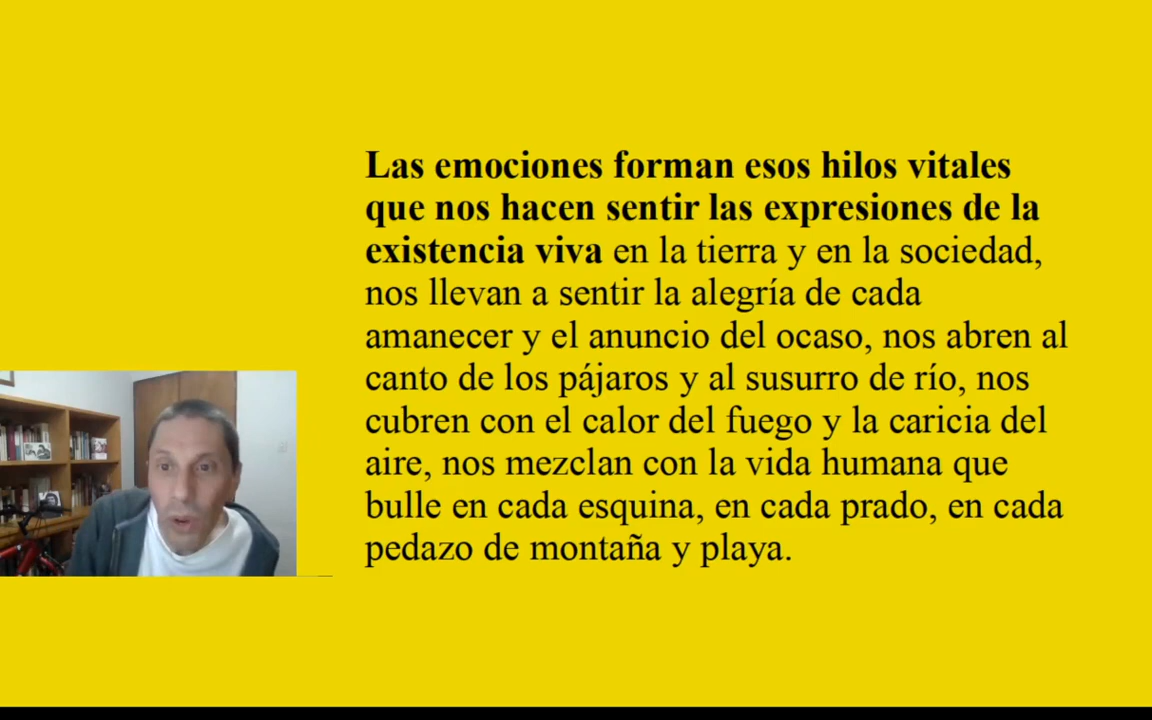 Las emociones forman esos hilos vitales
que nos hacen sentir las expresiones de la
existencia viva en la tierra y en la sociedad,
nos llevan a sentir la alegría de cada
amanecer y el anuncio del ocaso, nos abren al
canto de los pájaros y al susurro de río, nos
cubren con el calor del fuego y la caricia del
aire, nos mezclan con la vida humana que
bulle en cada esquina, en cada prado, en cada
pedazo de montaña y playa.